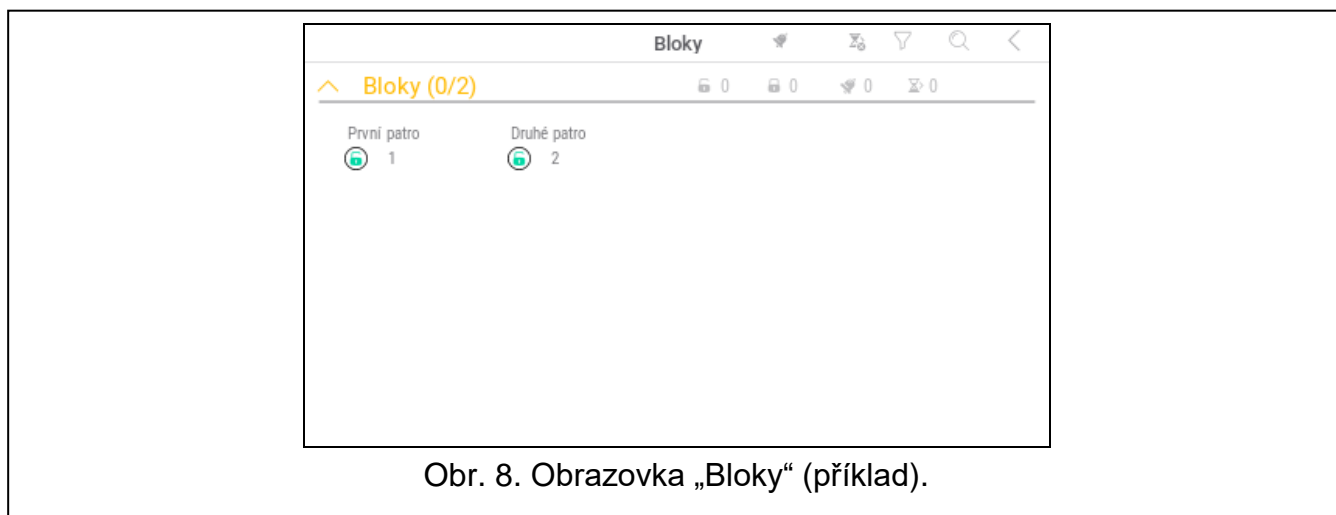 Bloky
Bloky (0/2) 0 0 0 0
První patro Druhé patro
1 2
Obr. 8. Obrazovka „Bloky“ (příklad).